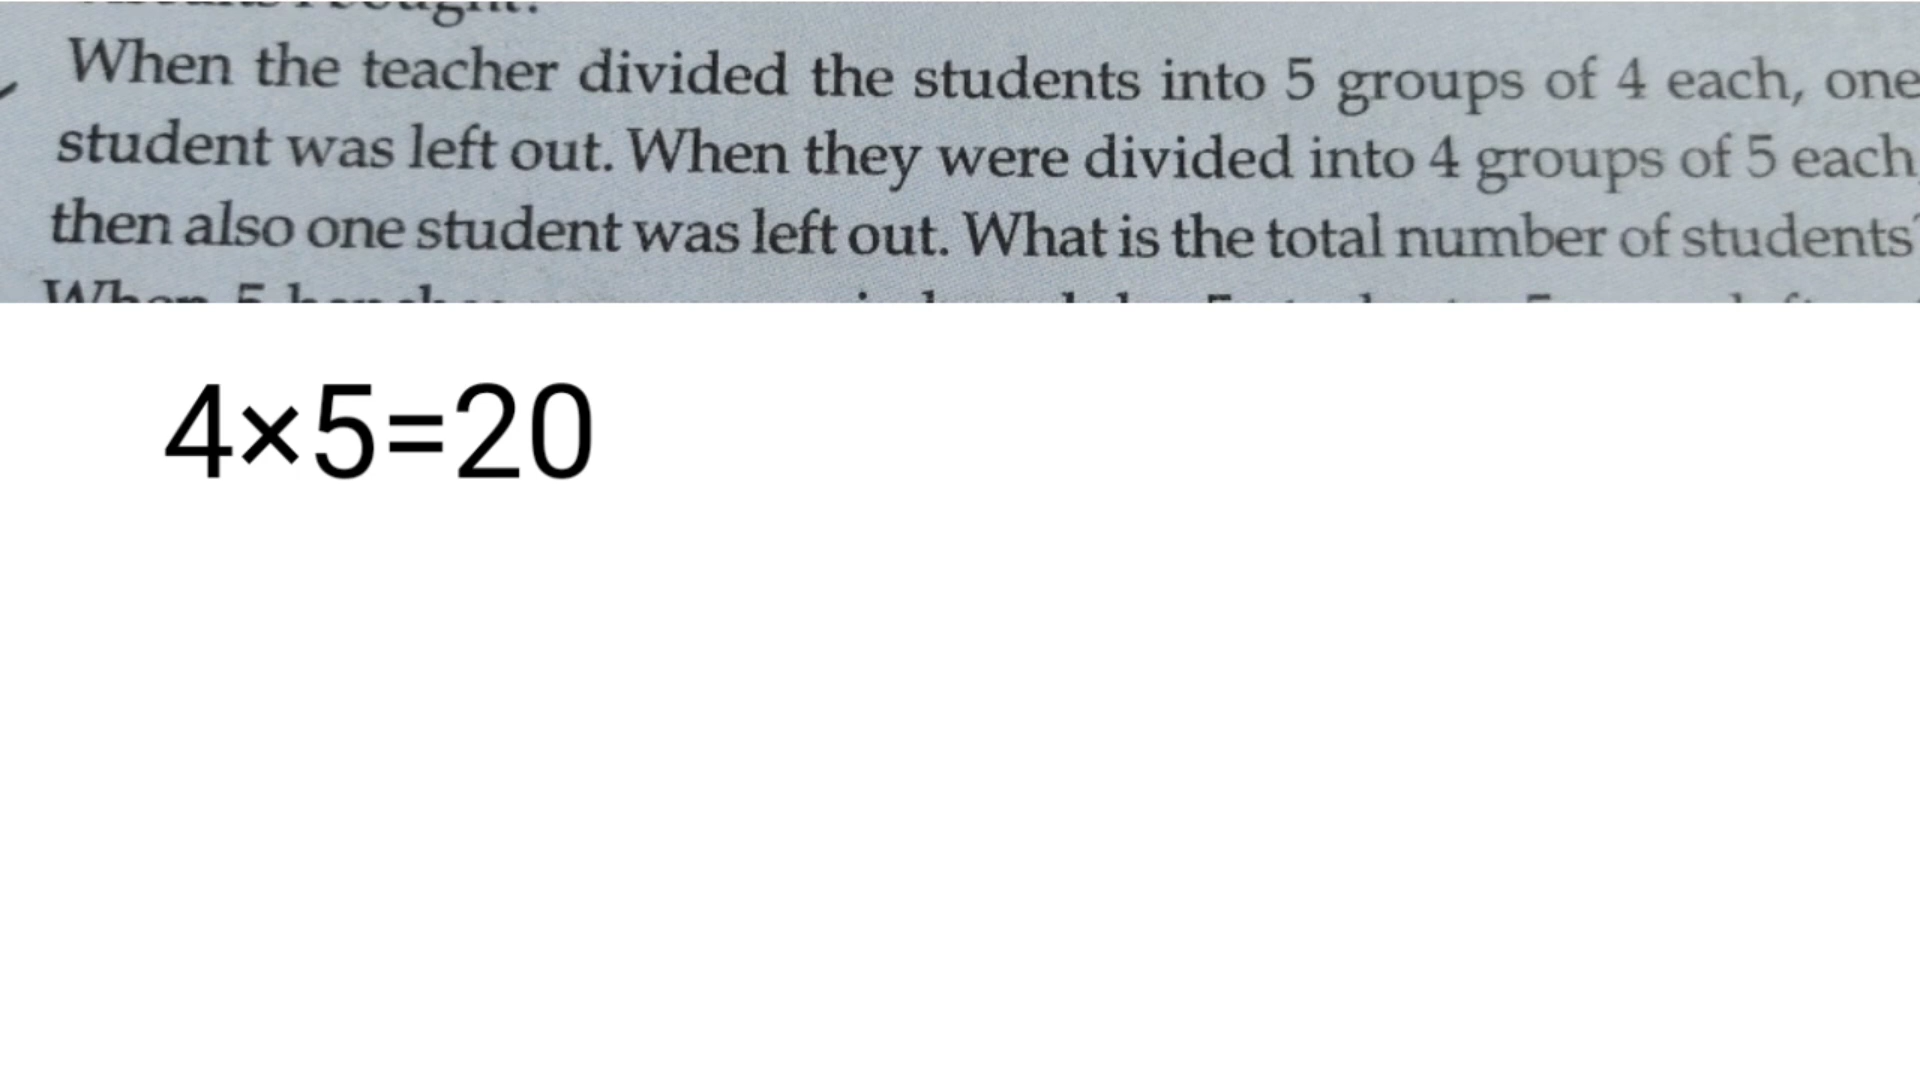 When the teacher divided the students into 5 groups of 4 each, one
student was left out. When they were divided into 4 groups of 5 each
then also one student was left out. What is the total number of students
4×5=20